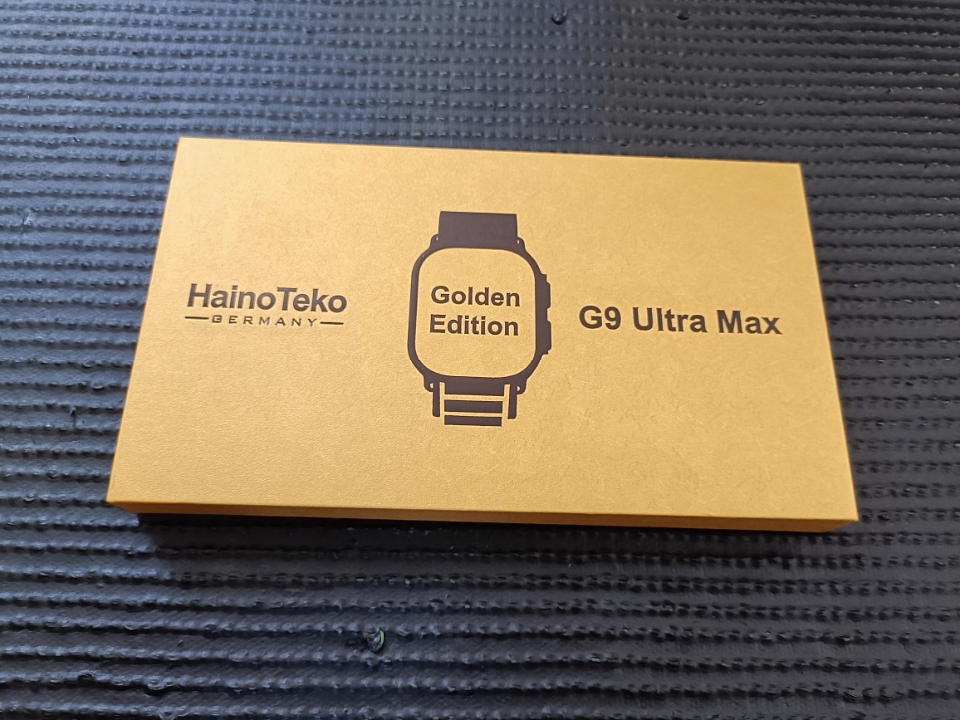 HainoTeko
GERMANY
Golden
Edition
G9 Ultra Max